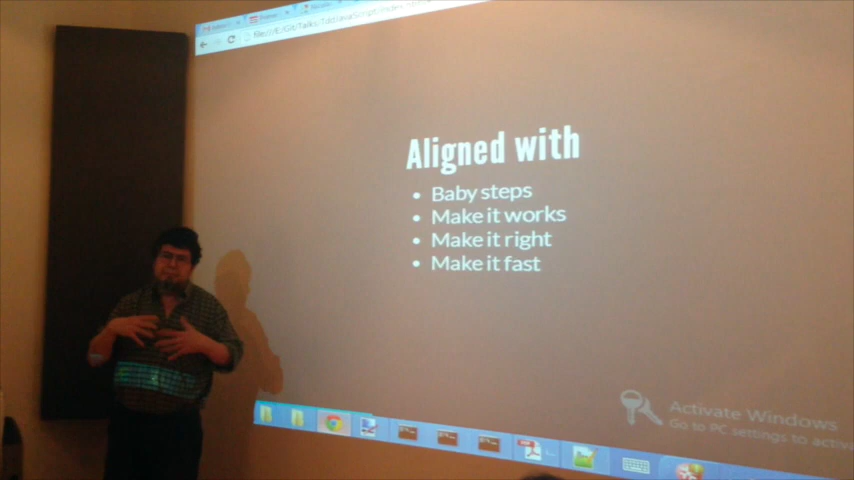 Aligned with
Baby steps
Make it works
Make it right
Make it fast
Activate Windows
Go to PC settings to activa